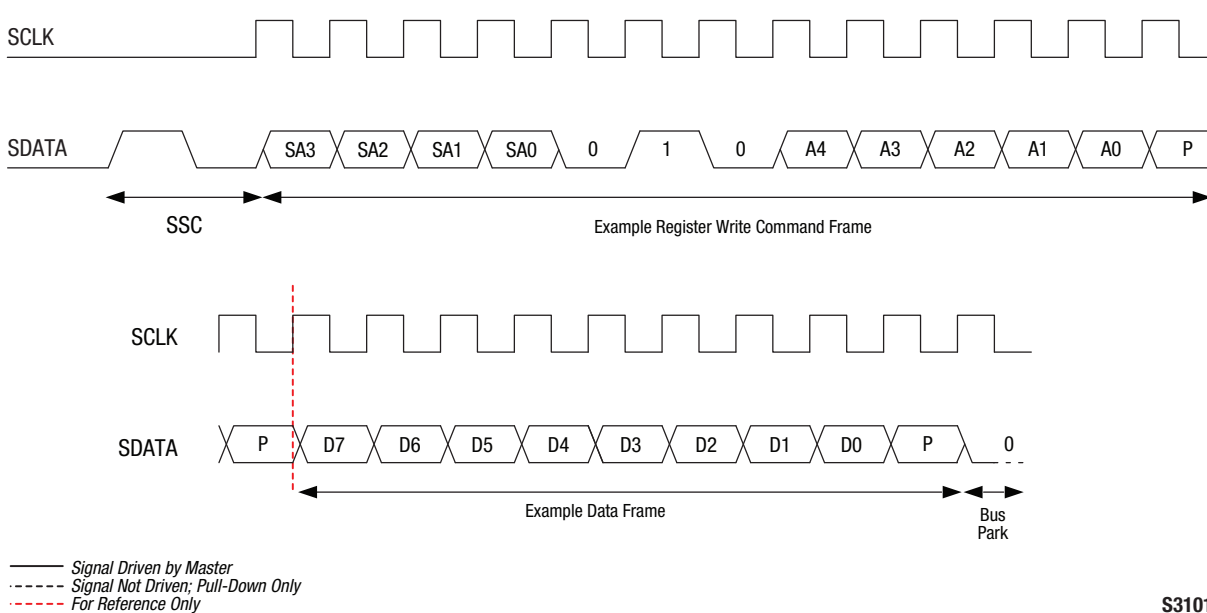 SCLK
SDATA SA3 SA2 SA1 SA0 0 1 0 A4 A3 A2 A1 A0 P
SSC
Example Register Write Command Frame
SCLK
SDATA P D7 D6 D5 D4 D3 D2 D1 D0 P 0
Example Data Frame
Bus
Park
Signal Driven by Master
Signal Not Driven; Pull-Down Only
For Reference Only